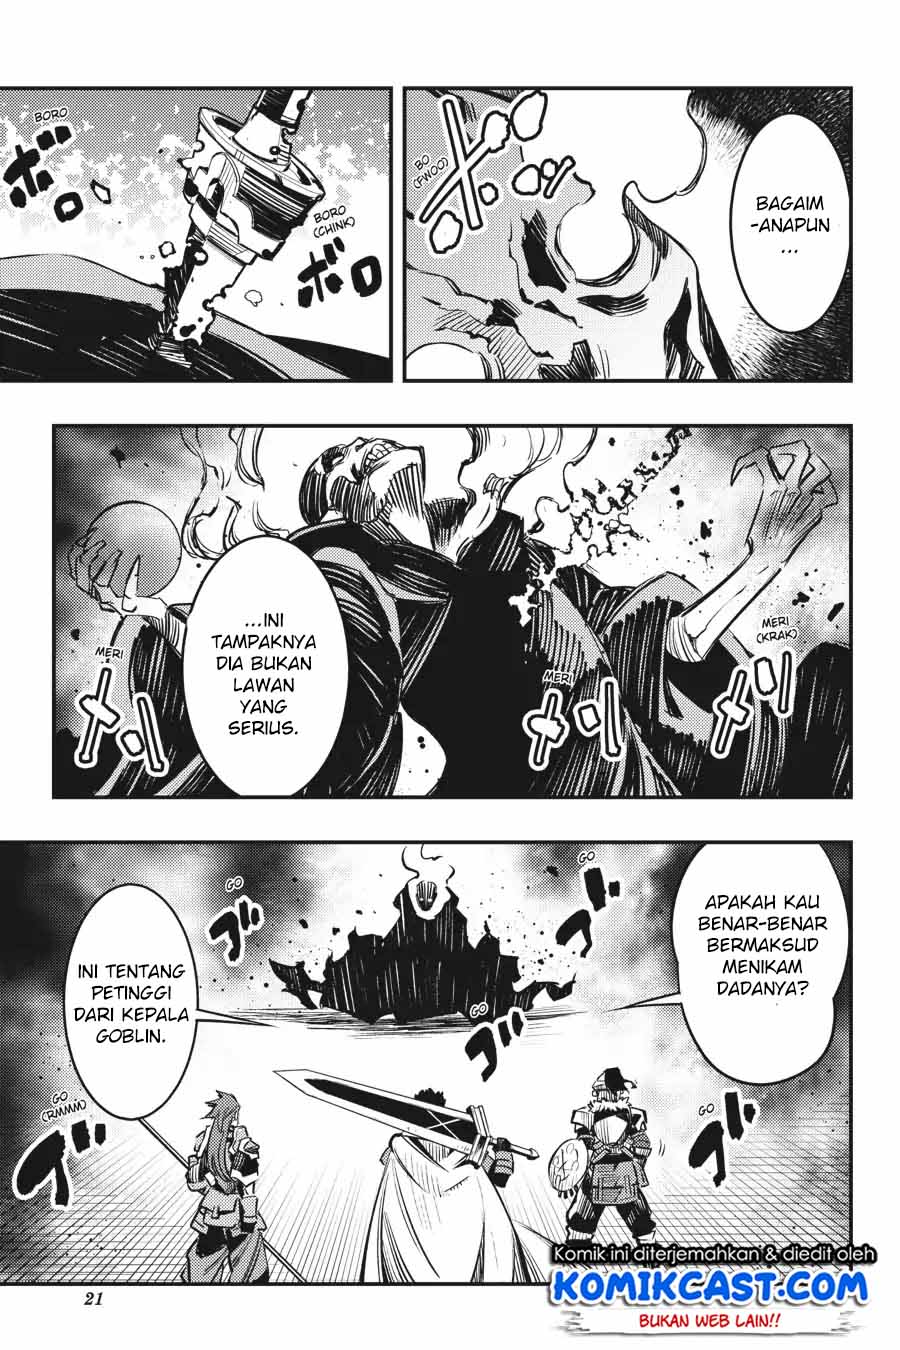 BAGAIM
-ANAPUN
...
BO
(FWOO)
ボッ
BORO
ボロ
BORO
(CHINK)
ボロ
MERI
(KRAK)
メリ
MERI
メリ
...INI
TAMPAKNYA
DIA BUKAN
LAWAN
YANG
SERIUS.
MERI
メリ
APAKAH KAU
BENAR-BENAR
BERMAKSUD
MENIKAM
DADANYA?
GO
ゴ
GO
ゴ
GO
ゴ
GO
ゴ
INI TENTANG
PETINGGI
DARI KEPALA
GOBLIN.
GO
(RMMM)
ゴ
Komik ini diterjemahkan & diedit oleh
KOMIKCAST.COM
BUKAN WEB LAIN!!
21